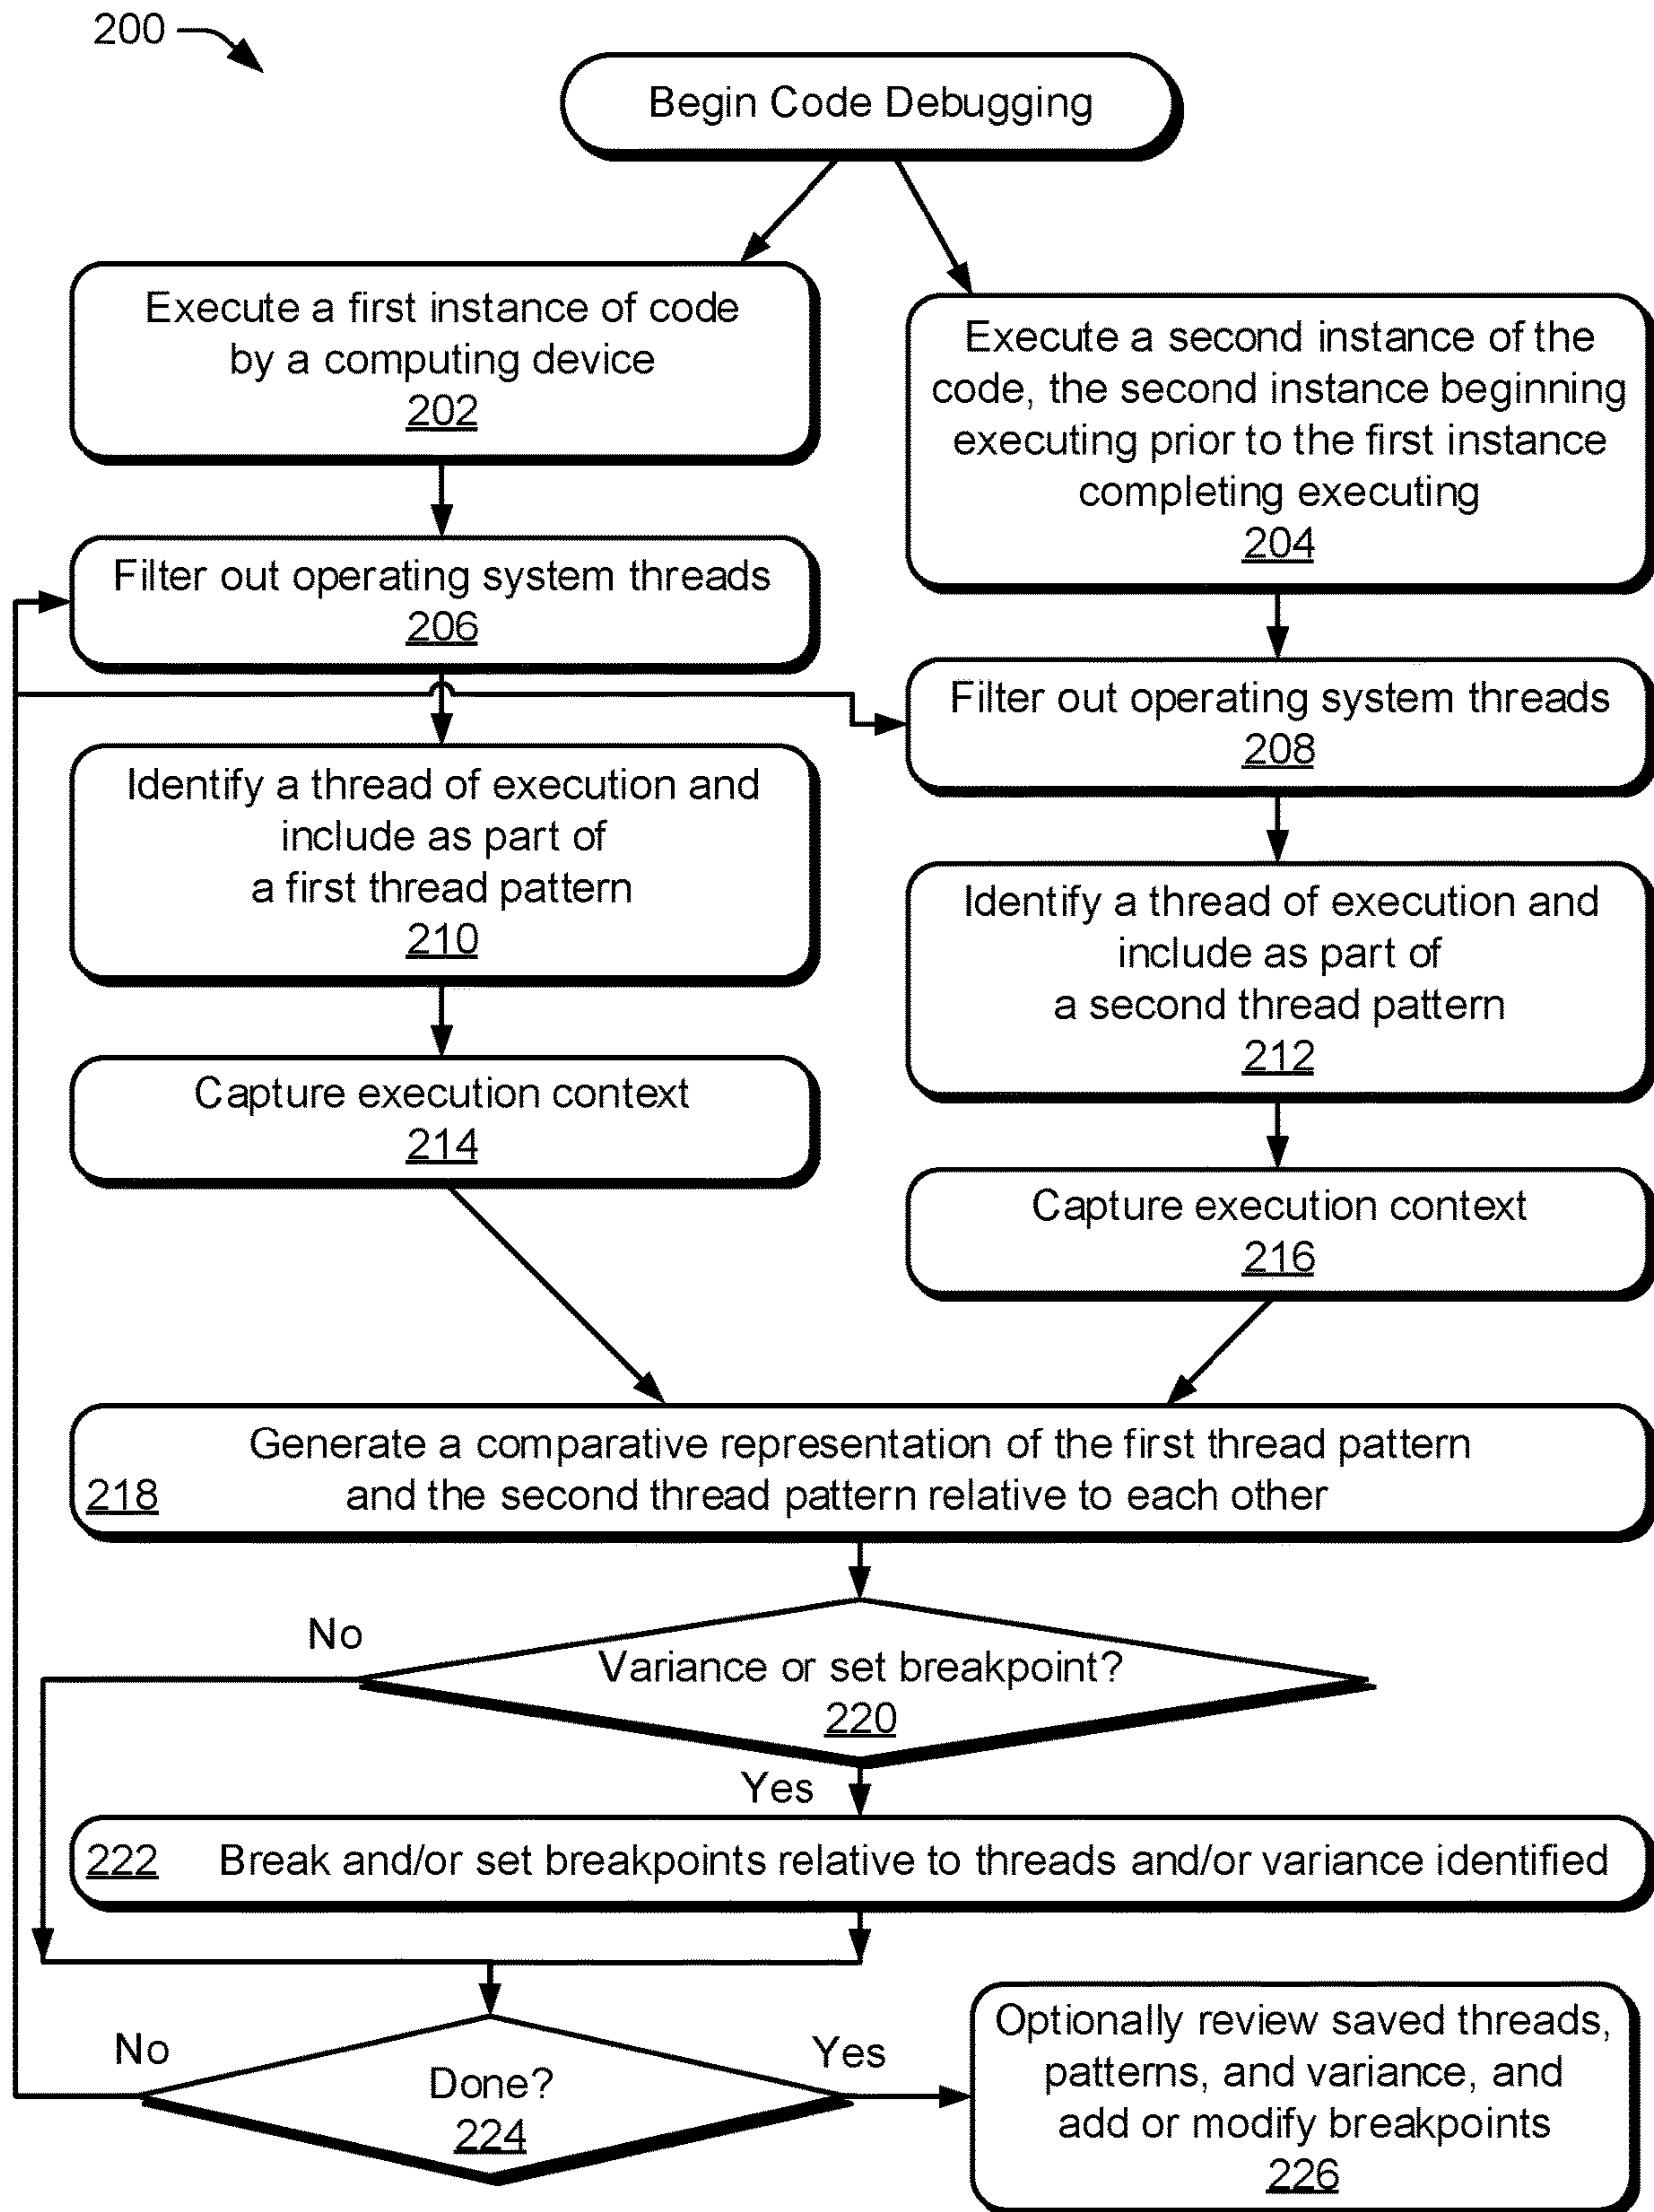 200
Begin Code Debugging
Execute a first instance of code
by a computing device
202
Execute a second instance of the
code, the second instance beginning
executing prior to the first instance
completing executing
204
Filter out operating system threads
206
Filter out operating system threads
208
Identify a thread of execution and
include as part of
a first thread pattern
210
Identify a thread of execution and
include as part of
a second thread pattern
212
Capture execution context
214
Capture execution context
216
Generate a comparative representation of the first thread pattern
218 and the second thread pattern relative to each other
No
Variance or set breakpoint?
220
Yes
222 Break and/or set breakpoints relative to threads and/or variance identified
No
Done?
224
Yes
Optionally review saved threads,
patterns, and variance, and
add or modify breakpoints
226